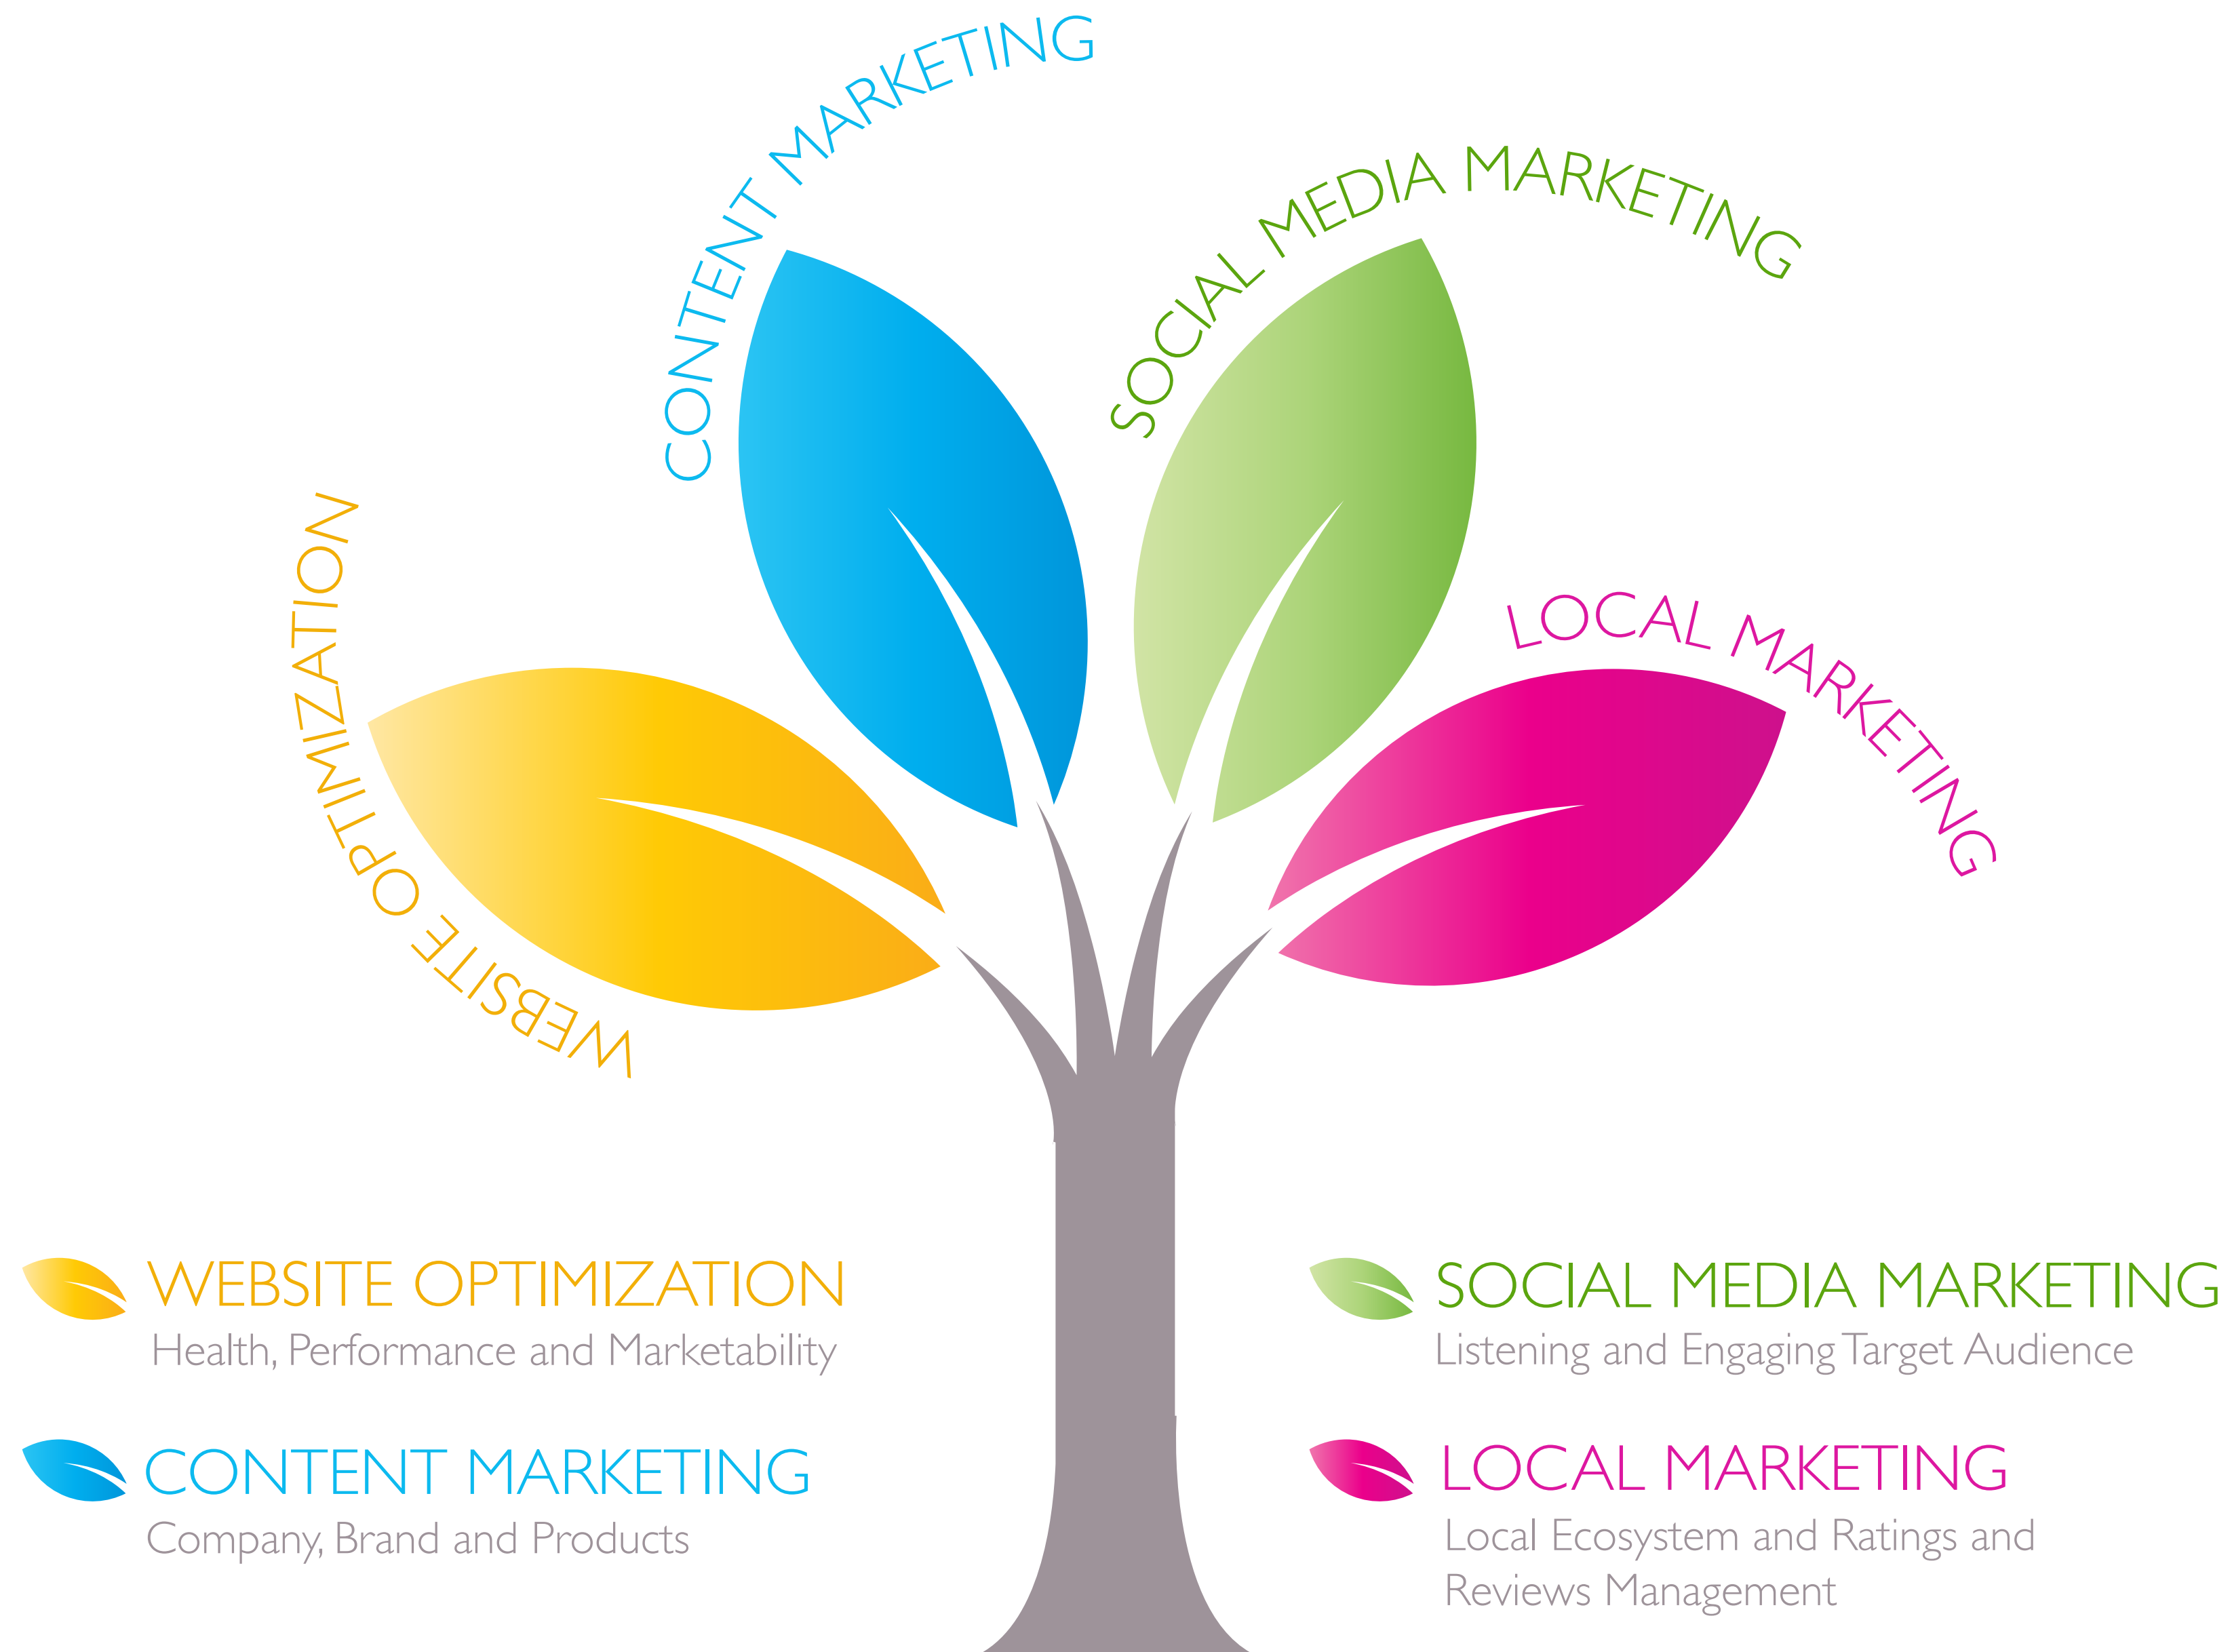 CONTENT MARKETING
SOCIAL MEDIA MARKETING
WEBSITE OPTIMIZATION
LOCAL MARKETING
WEBSITE OPTIMIZATION
Health, Performance and Marketability
CONTENT MARKETING
Company, Brand and Products
SOCIAL MEDIA MARKETING
Listening and Engaging Target Audience
LOCAL MARKETING
Local Ecosystem and Ratings and
Reviews Management